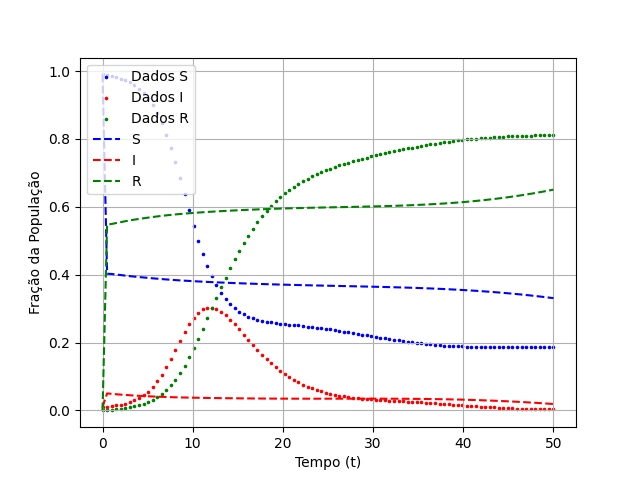 1.0
0.8
0.6
0.4
0.2
0.0
Fração da População
Dados S
Dados I
Dados R
S
I
R
0 10 20 30 40 50
Tempo (t)